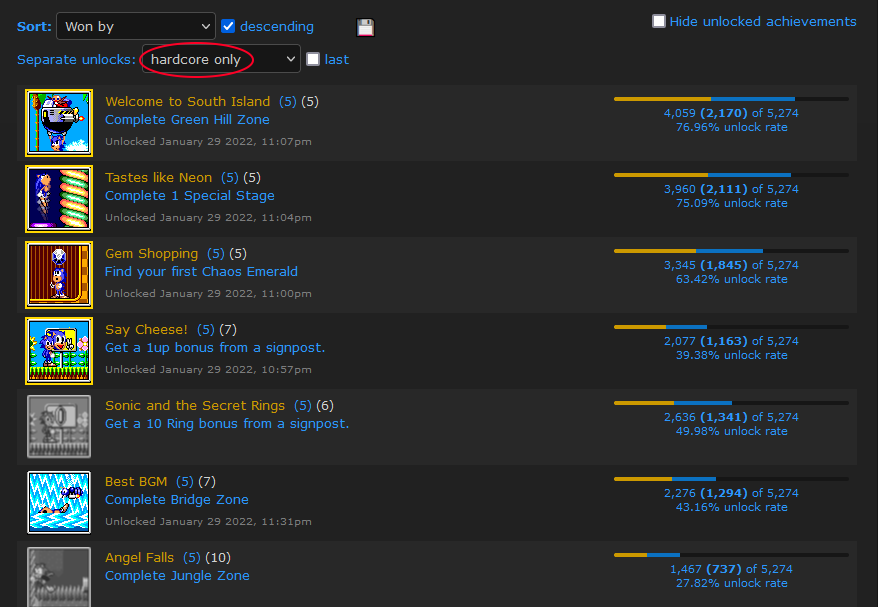 Sort: Won by descending Hide unlocked achievements
Separate unlocks: hardcore only last
Welcome to South Island (5) (5)
Complete Green Hill Zone
Unlocked January 29 2022, 11:07pm
4,059 (2,170) of 5,274
76.96% unlock rate
Tastes like Neon (5) (5)
Complete 1 Special Stage
Unlocked January 29 2022, 11:04pm
3,960 (2,111) of 5,274
75.09% unlock rate
Gem Shopping (5) (5)
Find your first Chaos Emerald
Unlocked January 29 2022, 11:00pm
3,345 (1,845) of 5,274
63.42% unlock rate
Say Cheese! (5) (7)
Get a 1up bonus from a signpost.
Unlocked January 29 2022, 10:57pm
2,077 (1,163) of 5,274
39.38% unlock rate
Sonic and the Secret Rings (5) (6)
Get a 10 Ring bonus from a signpost.
2,636 (1,341) of 5,274
49.98% unlock rate
Best BGM (5) (7)
Complete Bridge Zone
Unlocked January 29 2022, 11:31pm
2,276 (1,294) of 5,274
43.16% unlock rate
Angel Falls (5) (10)
Complete Jungle Zone
1,467 (737) of 5,274
27.82% unlock rate